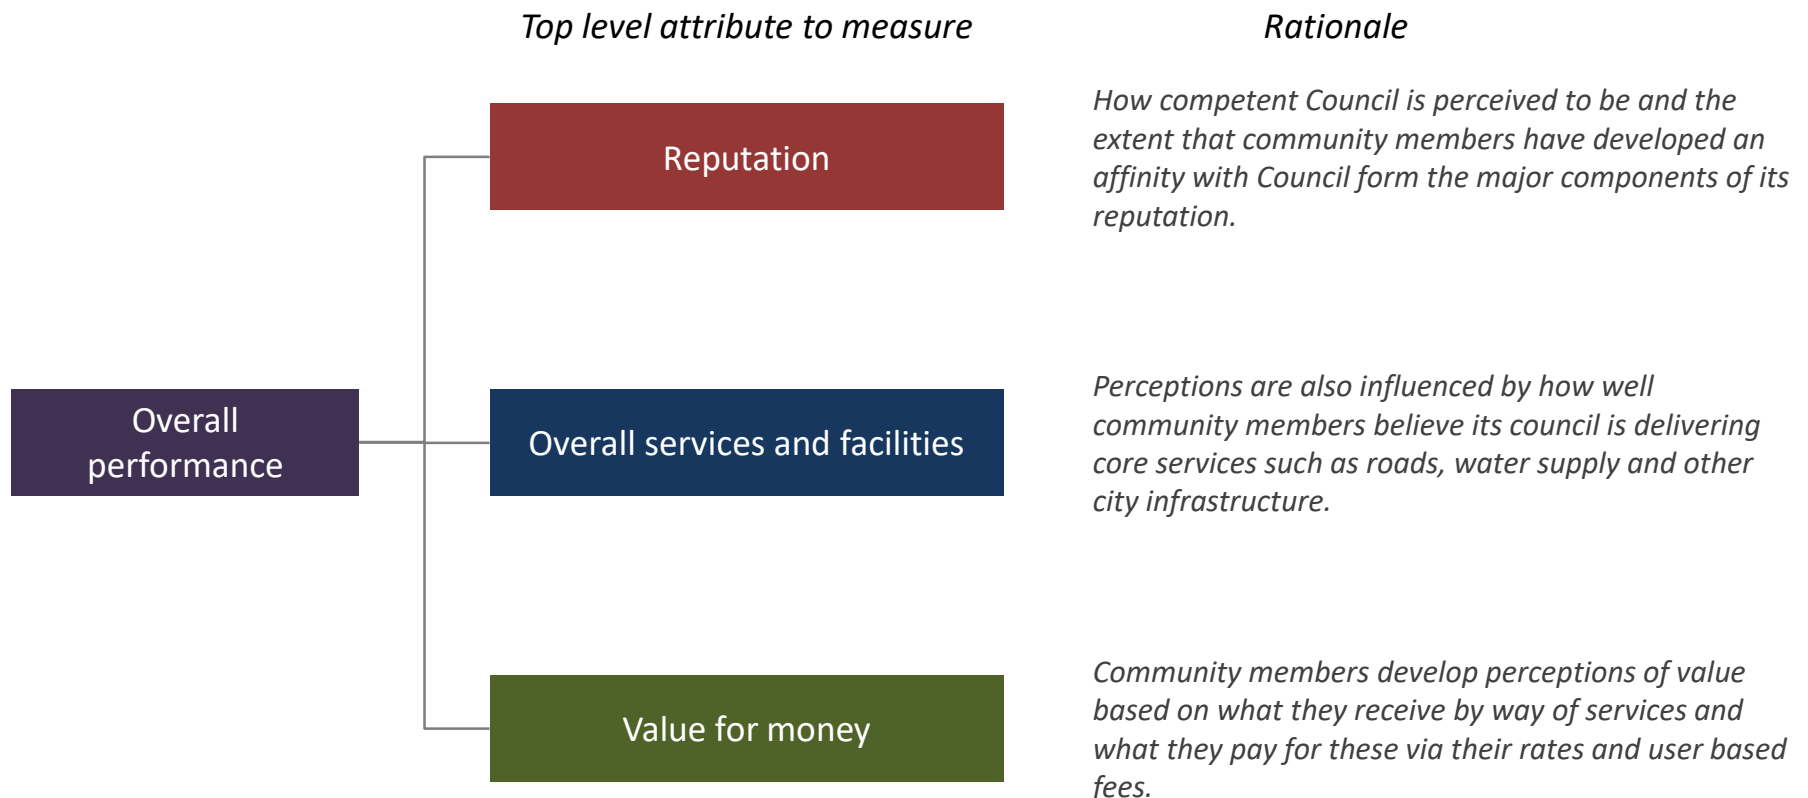 Top level attribute to measure
Rationale
Reputation
How competent Council is perceived to be and the
extent that community members have developed an
affinity with Council form the major components of its
reputation.
Overall
performance
Overall services and facilities
Perceptions are also influenced by how well
community members believe its council is delivering
core services such as roads, water supply and other
city infrastructure.
Value for money
Community members develop perceptions of value
based on what they receive by way of services and
what they pay for these via their rates and user based
fees.